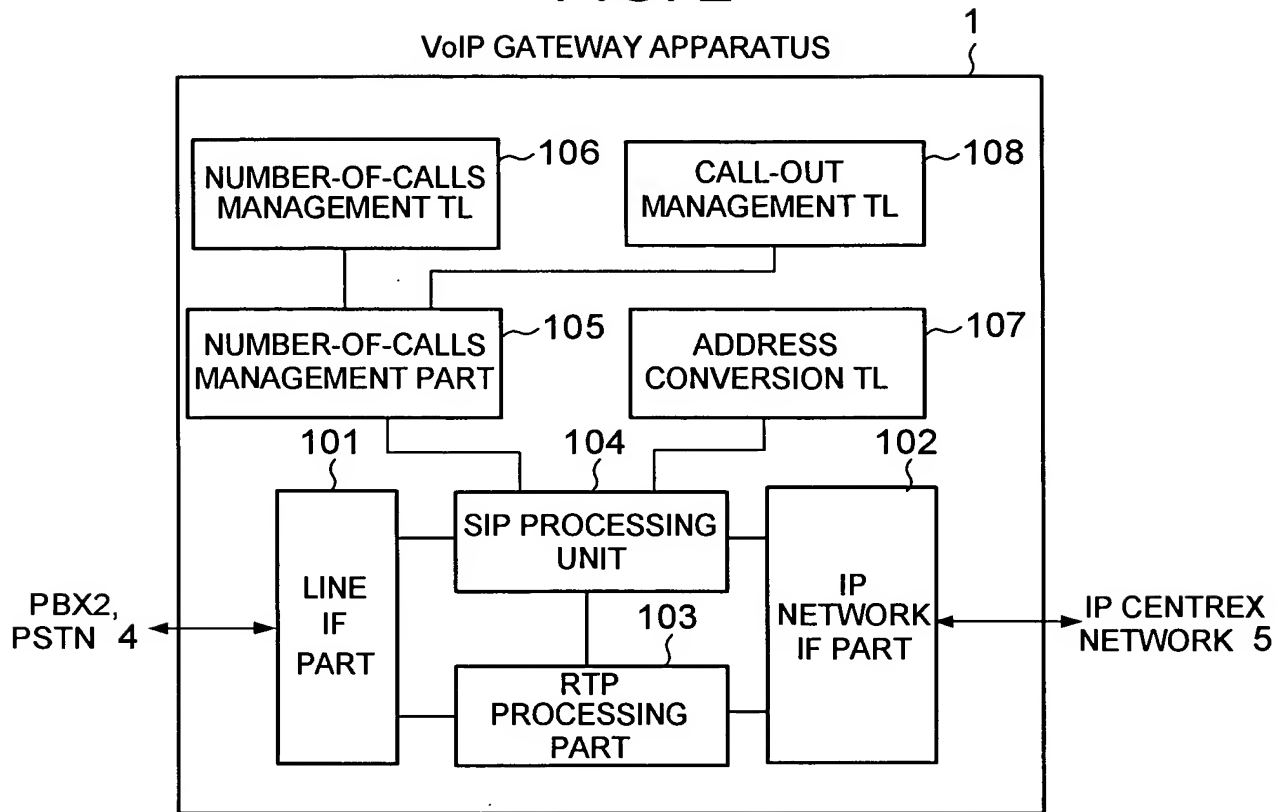 1
VoIP GATEWAY APPARATUS
NUMBER-OF-CALLS
MANAGEMENT TL
106
CALL-OUT
MANAGEMENT TL
108
NUMBER-OF-CALLS
MANAGEMENT PART
105
ADDRESS
CONVERSION TL
107
101
104
102
SIP PROCESSING
UNIT
LINE
IF
PART
IP
NETWORK
IF PART
PBX2,
PSTN 4
IP CENTREX
NETWORK 5
103
RTP
PROCESSING
PART